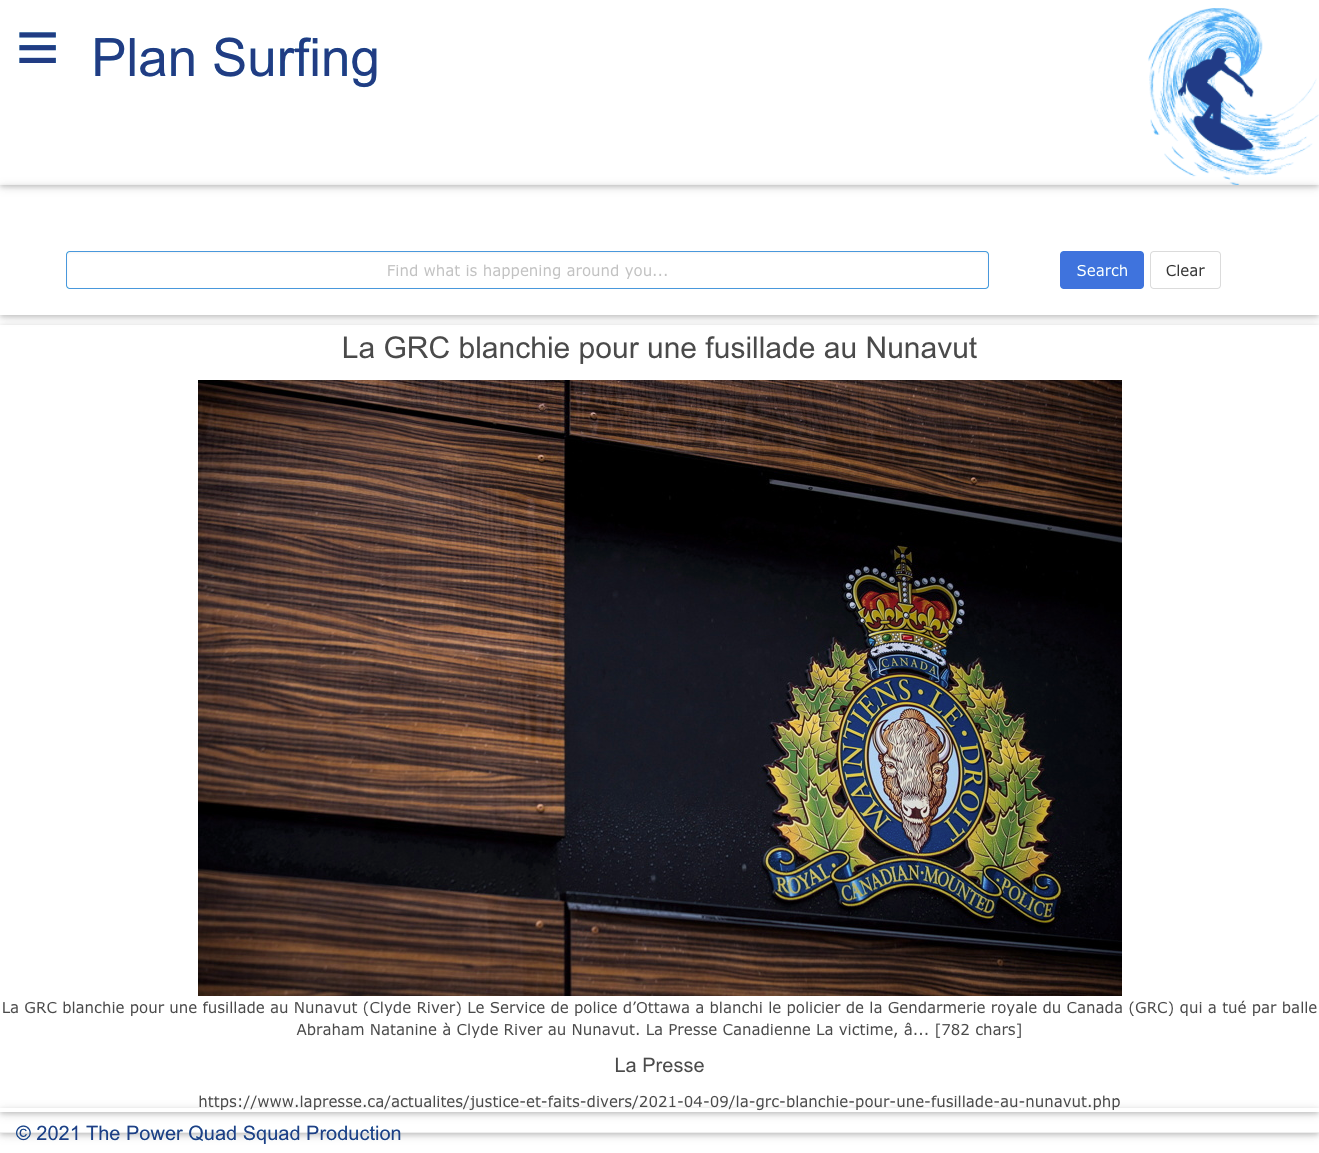 Plan Surfing
Find what is happening around you...
Search
Clear
La GRC blanchie pour une fusillade au Nunavut
CANADA
MAINTIENS · LE · DROIT
ROYAL · CANADIAN · MOUNTED · POLICE
La GRC blanchie pour une fusillade au Nunavut (Clyde River) Le Service de police d’Ottawa a blanchi le policier de la Gendarmerie royale du Canada (GRC) qui a tué par balle
Abraham Natanine à Clyde River au Nunavut. La Presse Canadienne La victime, â... [782 chars]
La Presse
https://www.lapresse.ca/actualites/justice-et-faits-divers/2021-04-09/la-grc-blanchie-pour-une-fusillade-au-nunavut.php
© 2021 The Power Quad Squad Production